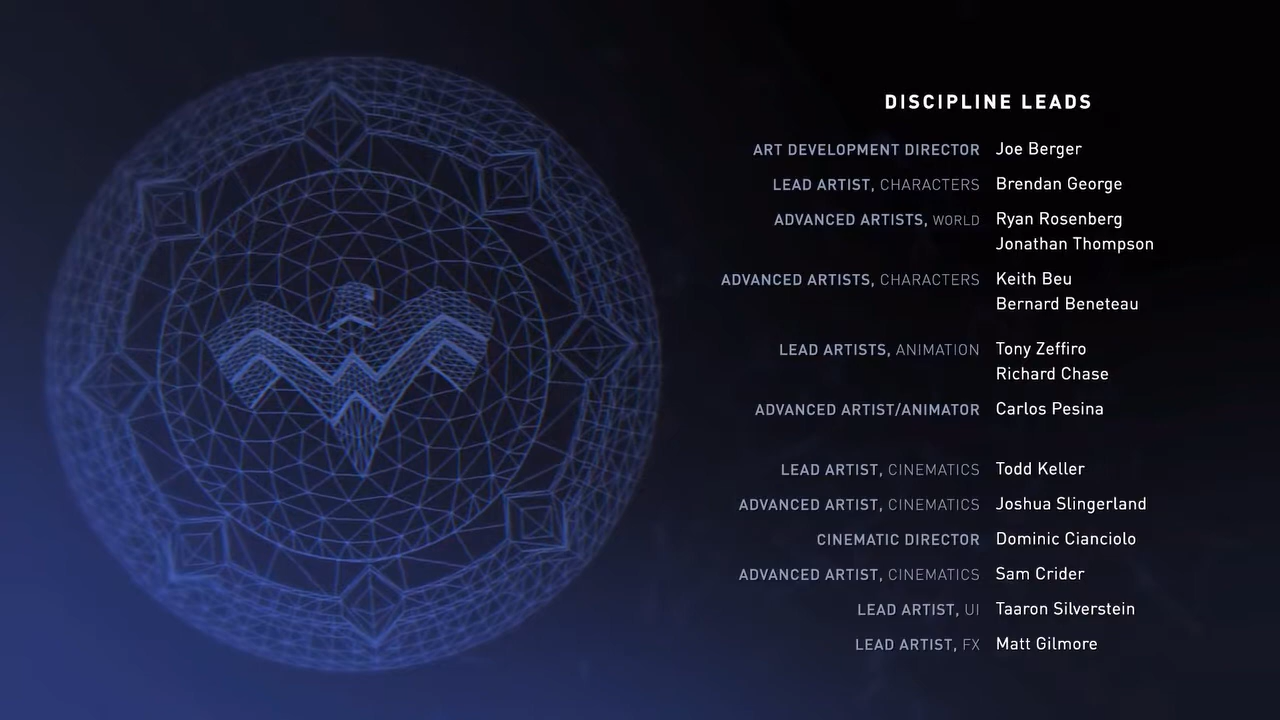 DISCIPLINE LEADS
ART DEVELOPMENT DIRECTOR Joe Berger
LEAD ARTIST, CHARACTERS Brendan George
ADVANCED ARTISTS, WORLD Ryan Rosenberg
Jonathan Thompson
ADVANCED ARTISTS, CHARACTERS Keith Beu
Bernard Beneteau
LEAD ARTISTS, ANIMATION Tony Zeffiro
Richard Chase
ADVANCED ARTIST/ANIMATOR Carlos Pesina
LEAD ARTIST, CINEMATICS Todd Keller
ADVANCED ARTIST, CINEMATICS Joshua Slingerland
CINEMATIC DIRECTOR Dominic Cianciolo
ADVANCED ARTIST, CINEMATICS Sam Crider
LEAD ARTIST, UI Taaron Silverstein
LEAD ARTIST, FX Matt Gilmore